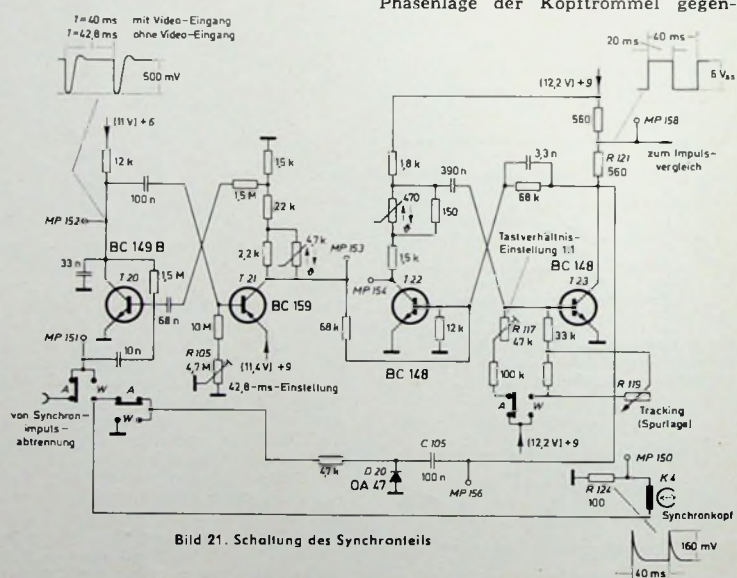 Phasenlage der Kopftrommel gegen-
T=40 ms mit Video-Eingang
T=42,8 ms ohne Video-Eingang
500 mV
20 ms
40 ms
6 Vss
(11 V) +6
(12,2 V) +9
12 k
100 n
MP 152
1,5 k
1,5 M
22 k
1,8 k
390 n
3,3 n
68 k
560
MP 158
zum Impuls-
vergleich
R 121
560
BC 149 B
33 n
T 20
1,5 M
68 n
2,2 k
4,7 k
ϑ
T 21
BC 159
MP 153
470
ϑ
150
1,5 k
MP 154
T 22
Tastverhältnis-
Einstellung 1:1
BC 148
T 23
MP 151
10 n
10 M
R 105
4,7 M
(11,4 V) +9
42,8-ms-Einstellung
68 k
12 k
BC 148
R 117
47 k
33 k
100 k
A
W
von Synchron-
impuls-
abtrennung
A
W
A
W
(12,2 V) +9
R 119
Tracking
(Spurlage)
47 k
D 20
OA 47
C 105
100 n
MP 156
MP 150
R 124
100
K 4
Synchronkopf
160 mV
40 ms
Bild 21. Schaltung des Synchronteils